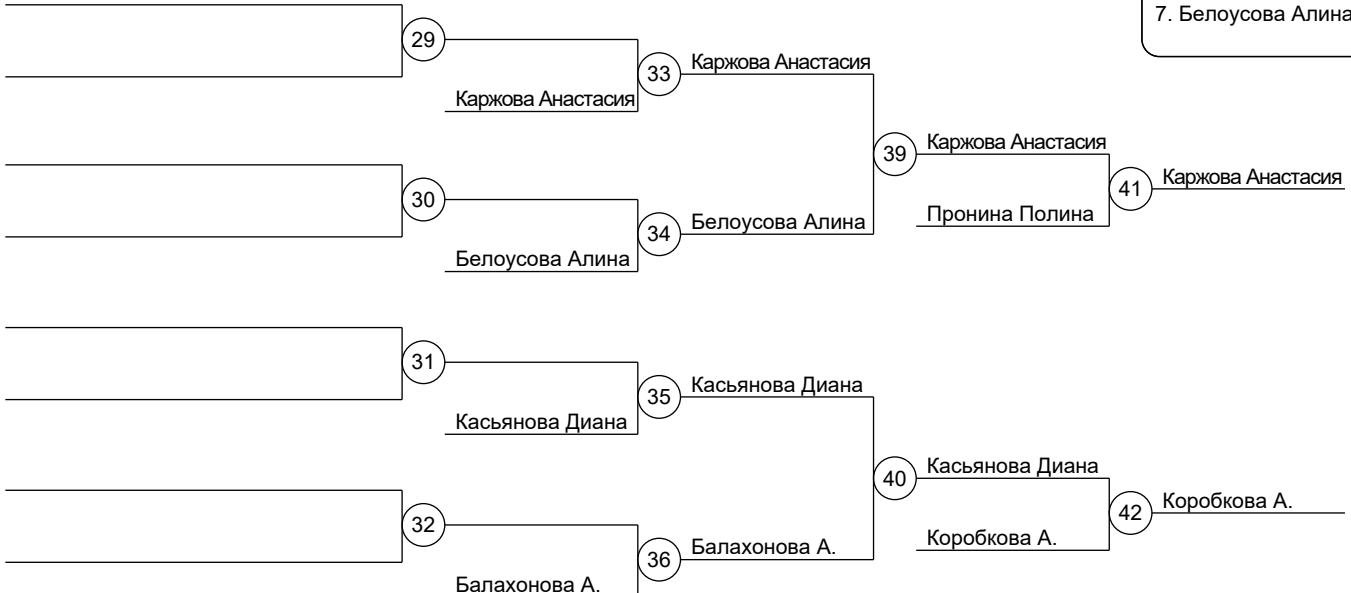 7. Белоусова Алина
29
33
Каржова Анастасия
Каржова Анастасия
39
Каржова Анастасия
41
Каржова Анастасия
30
34
Белоусова Алина
Пронина Полина
Белоусова Алина
31
35
Касьянова Диана
Касьянова Диана
40
Касьянова Диана
42
Коробкова А.
32
36
Балахонова А.
Коробкова А.
Балахонова А.